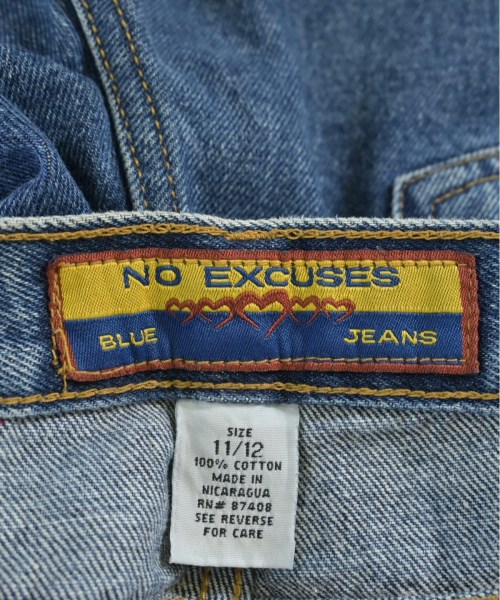 NO EXCUSES
BLUE JEANS
SIZE
11/12
100% COTTON
MADE IN
NICARAGUA
RN# 87408
SEE REVERSE
FOR CARE